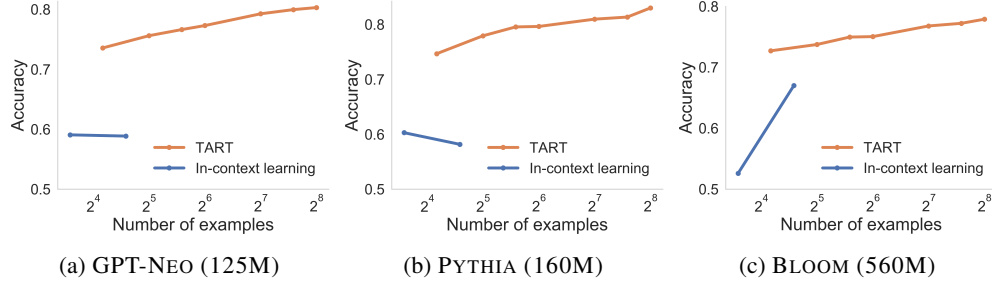 0.8
0.7
0.6
0.5
Accuracy
TART
In-context learning
2^4 2^5 2^6 2^7 2^8
Number of examples
(a) GPT-NEO (125M)
0.8
0.7
0.6
0.5
Accuracy
TART
In-context learning
2^4 2^5 2^6 2^7 2^8
Number of examples
(b) PYTHIA (160M)
0.8
0.7
0.6
0.5
Accuracy
TART
In-context learning
2^4 2^5 2^6 2^7 2^8
Number of examples
(c) BLOOM (560M)